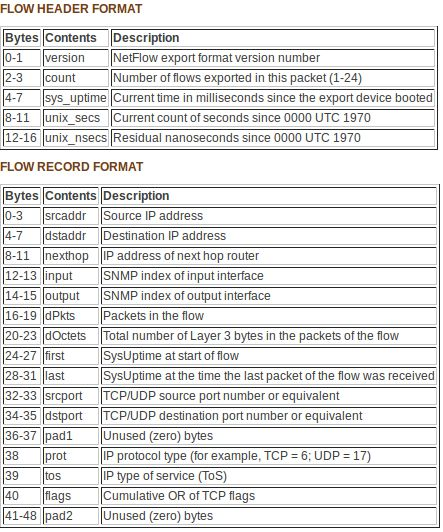 FLOW HEADER FORMAT
Bytes Contents Description
0-1 version NetFlow export format version number
2-3 count Number of flows exported in this packet (1-24)
4-7 sys_uptime Current time in milliseconds since the export device booted
8-11 unix_secs Current count of seconds since 0000 UTC 1970
12-16 unix_nsecs Residual nanoseconds since 0000 UTC 1970
FLOW RECORD FORMAT
Bytes Contents Description
0-3 srcaddr Source IP address
4-7 dstaddr Destination IP address
8-11 nexthop IP address of next hop router
12-13 input SNMP index of input interface
14-15 output SNMP index of output interface
16-19 dPkts Packets in the flow
20-23 dOctets Total number of Layer 3 bytes in the packets of the flow
24-27 first SysUptime at start of flow
28-31 last SysUptime at the time the last packet of the flow was received
32-33 srcport TCP/UDP source port number or equivalent
34-35 dstport TCP/UDP destination port number or equivalent
36-37 pad1 Unused (zero) bytes
38 prot IP protocol type (for example, TCP = 6; UDP = 17)
39 tos IP type of service (ToS)
40 flags Cumulative OR of TCP flags
41-48 pad2 Unused (zero) bytes